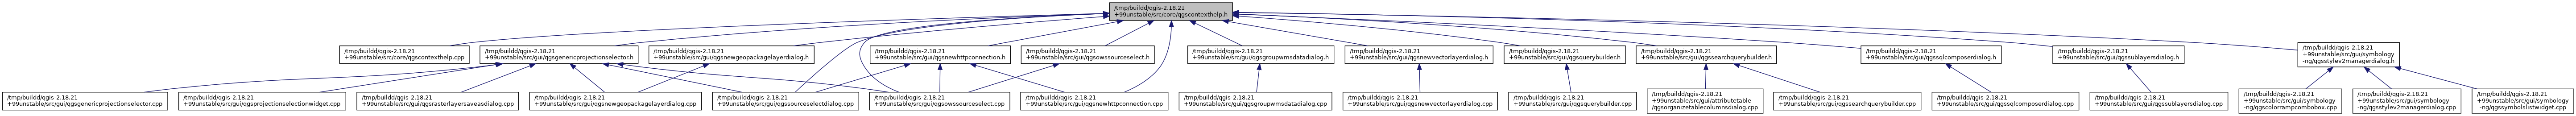 /tmp/buildd/qgis-2.18.21
+99unstable/src/core/qgscontexthelp.h
/tmp/buildd/qgis-2.18.21
+99unstable/src/core/qgscontexthelp.cpp
/tmp/buildd/qgis-2.18.21
+99unstable/src/gui/qgsgenericprojectionselector.h
/tmp/buildd/qgis-2.18.21
+99unstable/src/gui/qgsnewgeopackagelayerdialog.h
/tmp/buildd/qgis-2.18.21
+99unstable/src/gui/qgsnewhttpconnection.h
/tmp/buildd/qgis-2.18.21
+99unstable/src/gui/qgsowssourceselect.h
/tmp/buildd/qgis-2.18.21
+99unstable/src/gui/qgsgroupwmsdatadialog.h
/tmp/buildd/qgis-2.18.21
+99unstable/src/gui/qgsnewvectorlayerdialog.h
/tmp/buildd/qgis-2.18.21
+99unstable/src/gui/qgsquerybuilder.h
/tmp/buildd/qgis-2.18.21
+99unstable/src/gui/qgssearchquerybuilder.h
/tmp/buildd/qgis-2.18.21
+99unstable/src/gui/qgssqlcomposerdialog.h
/tmp/buildd/qgis-2.18.21
+99unstable/src/gui/qgssublayersdialog.h
/tmp/buildd/qgis-2.18.21
+99unstable/src/gui/symbology
-ng/qgsstylev2managerdialog.h
/tmp/buildd/qgis-2.18.21
+99unstable/src/gui/qgsgenericprojectionselector.cpp
/tmp/buildd/qgis-2.18.21
+99unstable/src/gui/qgsprojectionselectionwidget.cpp
/tmp/buildd/qgis-2.18.21
+99unstable/src/gui/qgsrasterlayersaveasdialog.cpp
/tmp/buildd/qgis-2.18.21
+99unstable/src/gui/qgsnewgeopackagelayerdialog.cpp
/tmp/buildd/qgis-2.18.21
+99unstable/src/gui/qgssourceselectdialog.cpp
/tmp/buildd/qgis-2.18.21
+99unstable/src/gui/qgsowssourceselect.cpp
/tmp/buildd/qgis-2.18.21
+99unstable/src/gui/qgsnewhttpconnection.cpp
/tmp/buildd/qgis-2.18.21
+99unstable/src/gui/qgsgroupwmsdatadialog.cpp
/tmp/buildd/qgis-2.18.21
+99unstable/src/gui/qgsnewvectorlayerdialog.cpp
/tmp/buildd/qgis-2.18.21
+99unstable/src/gui/qgsquerybuilder.cpp
/tmp/buildd/qgis-2.18.21
+99unstable/src/gui/attributetable
/qgsorganizetablecolumnsdialog.cpp
/tmp/buildd/qgis-2.18.21
+99unstable/src/gui/qgssearchquerybuilder.cpp
/tmp/buildd/qgis-2.18.21
+99unstable/src/gui/qgssqlcomposerdialog.cpp
/tmp/buildd/qgis-2.18.21
+99unstable/src/gui/qgssublayersdialog.cpp
/tmp/buildd/qgis-2.18.21
+99unstable/src/gui/symbology
-ng/qgscolorrampcombobox.cpp
/tmp/buildd/qgis-2.18.21
+99unstable/src/gui/symbology
-ng/qgsstylev2managerdialog.cpp
/tmp/buildd/qgis-2.18.21
+99unstable/src/gui/symbology
-ng/qgssymbolslistwidget.cpp